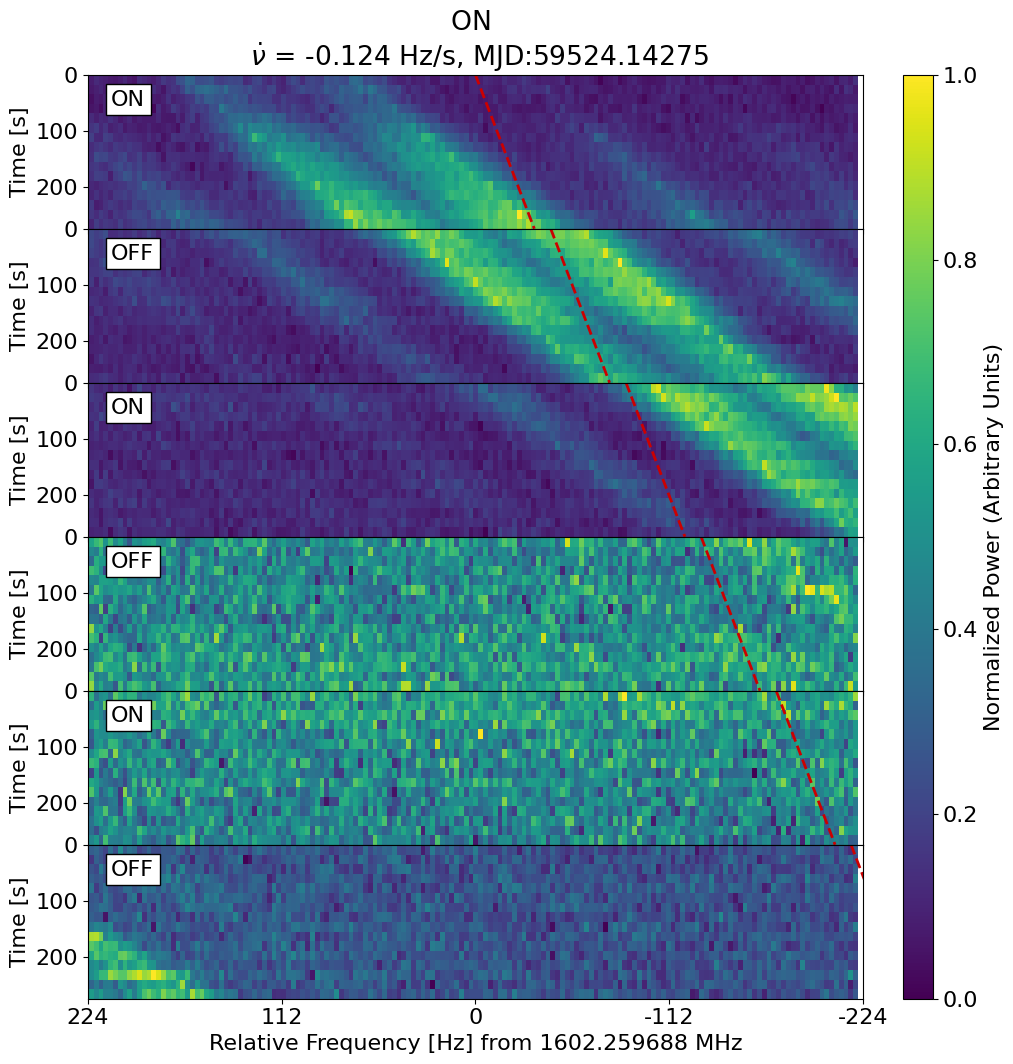 ON
ν̇ = -0.124 Hz/s, MJD:59524.14275
0
100
200
Time [s]
ON
0
100
200
Time [s]
OFF
0
100
200
Time [s]
ON
0
100
200
Time [s]
OFF
0
100
200
Time [s]
ON
0
100
200
Time [s]
OFF
224 112 0 -112 -224
Relative Frequency [Hz] from 1602.259688 MHz
1.0
0.8
0.6
0.4
0.2
0.0
Normalized Power (Arbitrary Units)